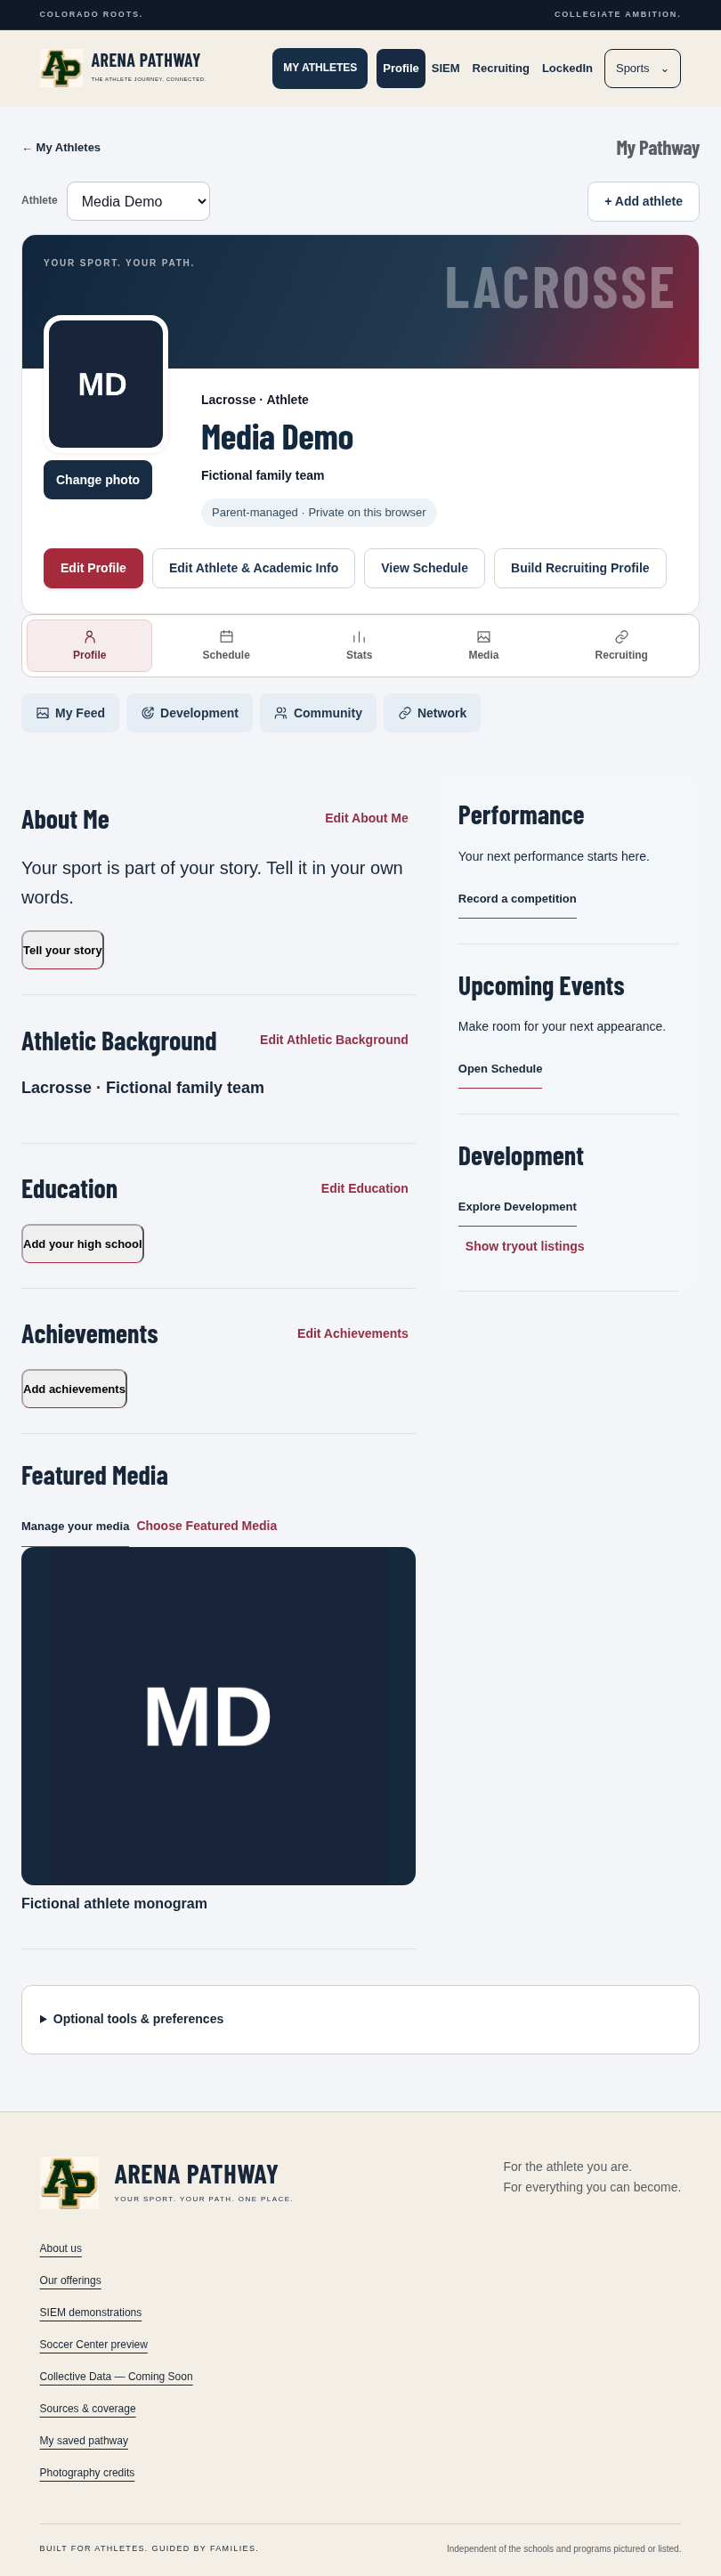 COLORADO ROOTS.
COLLEGIATE AMBITION.
AP
ARENA PATHWAY
THE ATHLETE JOURNEY, CONNECTED.
MY ATHLETES
Profile
SIEM
Recruiting
LockedIn
Sports
← My Athletes
My Pathway
Athlete
Media Demo
+ Add athlete
YOUR SPORT. YOUR PATH.
LACROSSE
MD
Change photo
Lacrosse · Athlete
Media Demo
Fictional family team
Parent-managed · Private on this browser
Edit Profile
Edit Athlete & Academic Info
View Schedule
Build Recruiting Profile
Profile
Schedule
Stats
Media
Recruiting
My Feed
Development
Community
Network
About Me
Edit About Me
Your sport is part of your story. Tell it in your own
words.
Tell your story
Athletic Background
Edit Athletic Background
Lacrosse · Fictional family team
Education
Edit Education
Add your high school
Achievements
Edit Achievements
Add achievements
Featured Media
Manage your media
Choose Featured Media
MD
Fictional athlete monogram
Performance
Your next performance starts here.
Record a competition
Upcoming Events
Make room for your next appearance.
Open Schedule
Development
Explore Development
Show tryout listings
Optional tools & preferences
AP
ARENA PATHWAY
YOUR SPORT. YOUR PATH. ONE PLACE.
For the athlete you are.
For everything you can become.
About us
Our offerings
SIEM demonstrations
Soccer Center preview
Collective Data — Coming Soon
Sources & coverage
My saved pathway
Photography credits
BUILT FOR ATHLETES. GUIDED BY FAMILIES.
Independent of the schools and programs pictured or listed.